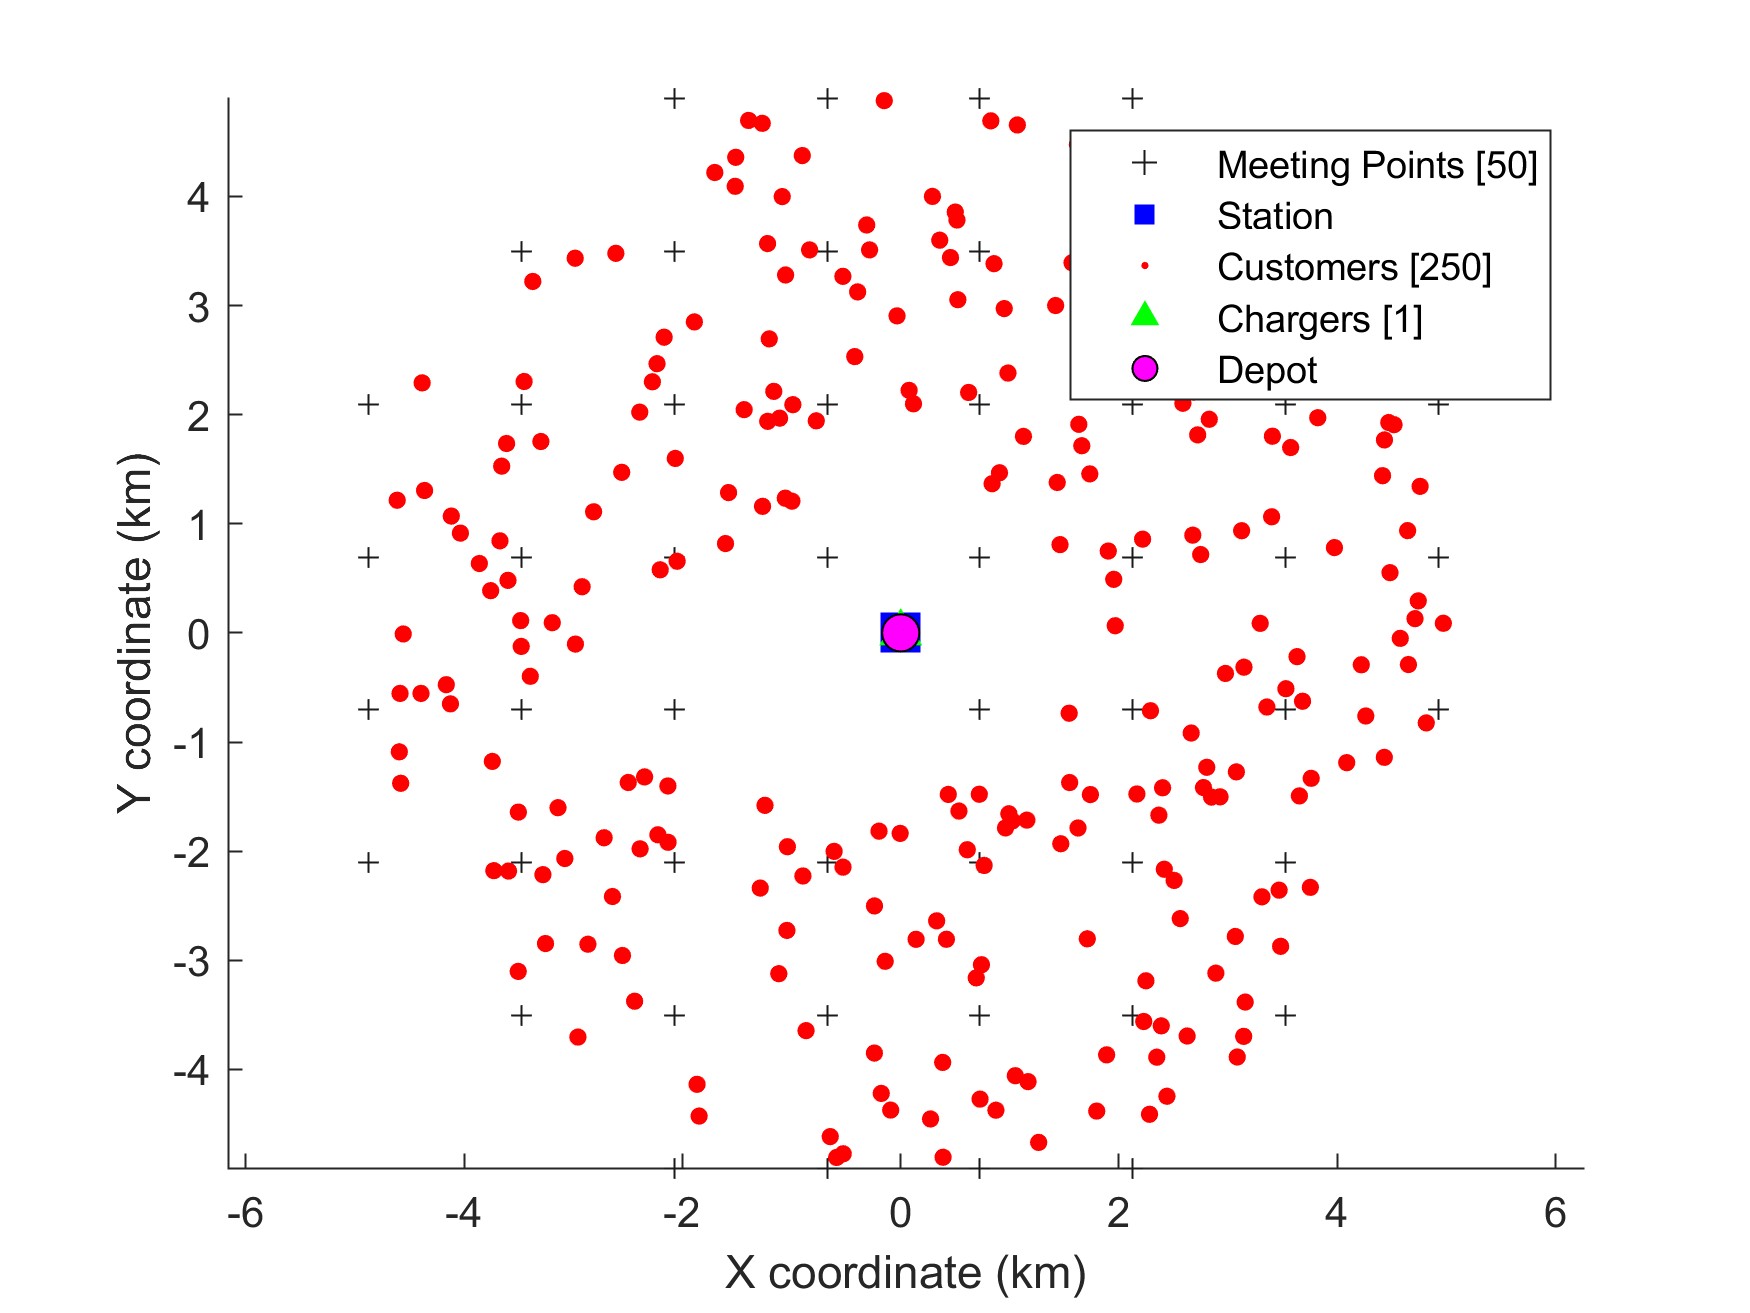 Meeting Points [50]
Station
Customers [250]
Chargers [1]
Depot
4
3
2
1
0
-1
-2
-3
-4
Y coordinate (km)
-6 -4 -2 0 2 4 6
X coordinate (km)